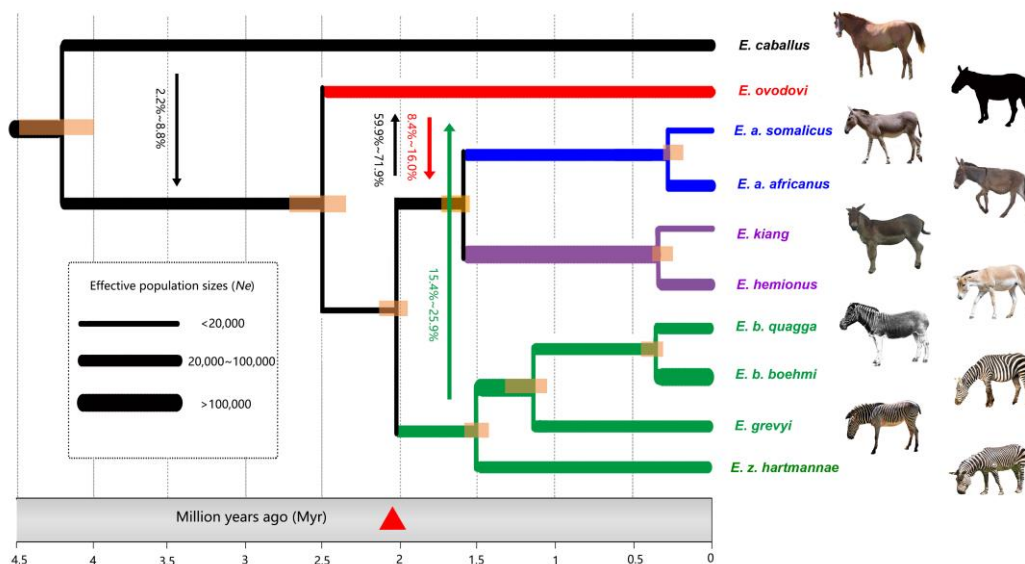 E. caballus
E. ovodovi
E. a. somalicus
E. a. africanus
E. kiang
E. hemionus
E. b. quagga
E. b. boehmi
E. grevyi
E. z. hartmannae
2.2%~8.8%
59.9%~71.9%
8.4%~16.0%
15.4%~25.9%
Effective population sizes (Ne)
<20,000
20,000~100,000
>100,000
Million years ago (Myr)
4.5 4 3.5 3 2.5 2 1.5 1 0.5 0